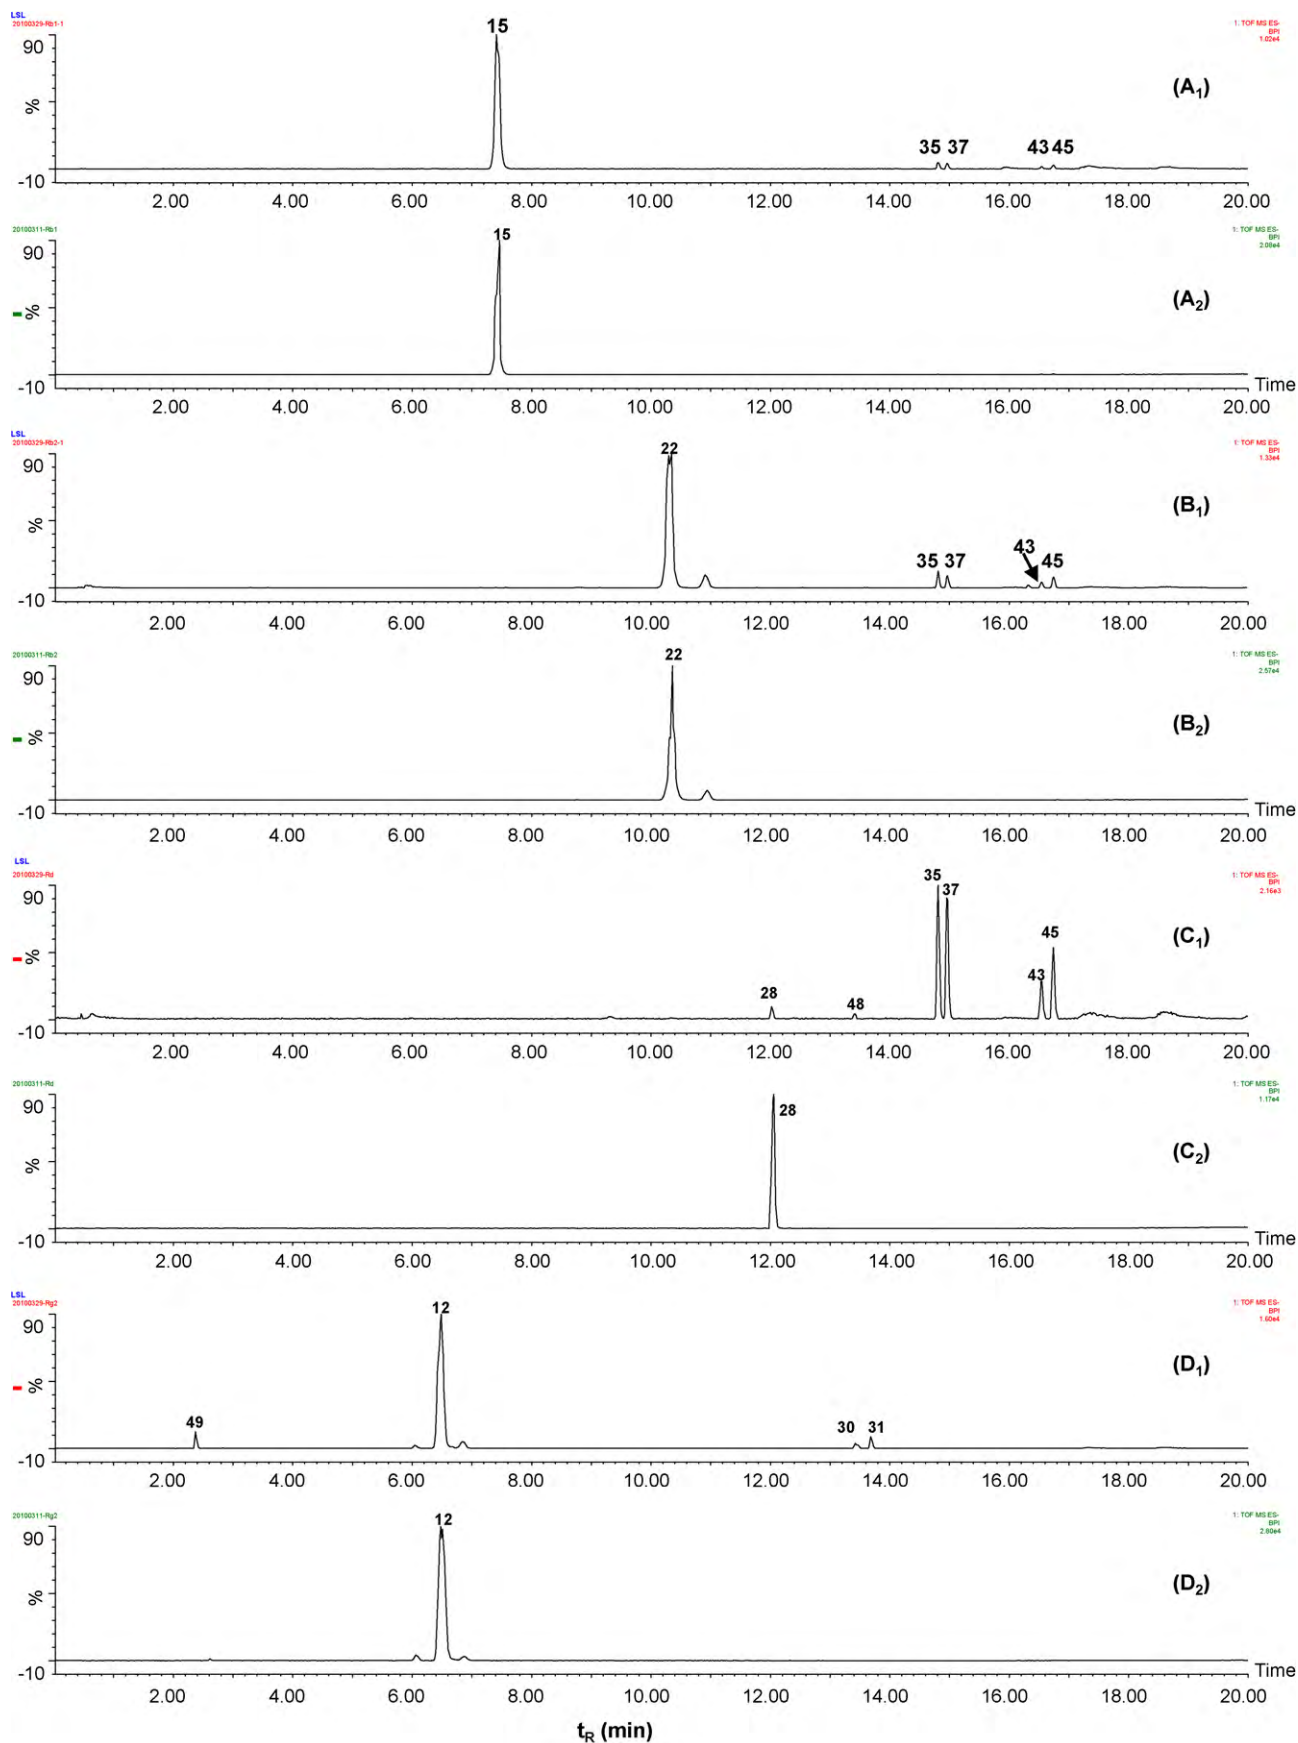 LSL
20100329-Rb1-1
1: TOF MS ES-
BPI
1.02e4
15
90
(A1)
%
35 37 43 45
-10
2.00 4.00 6.00 8.00 10.00 12.00 14.00 16.00 18.00 20.00
20100311-Rb1
1: TOF MS ES-
BPI
2.08e4
15
90
(A2)
%
-10
Time
2.00 4.00 6.00 8.00 10.00 12.00 14.00 16.00 18.00 20.00
LSL
20100329-Rb2-1
1: TOF MS ES-
BPI
1.33e4
22
90
(B1)
%
43
35 37 45
-10
2.00 4.00 6.00 8.00 10.00 12.00 14.00 16.00 18.00 20.00
20100311-Rb2
1: TOF MS ES-
BPI
2.57e4
22
90
(B2)
%
-10
Time
2.00 4.00 6.00 8.00 10.00 12.00 14.00 16.00 18.00 20.00
LSL
20100329-Rd
1: TOF MS ES-
BPI
2.16e3
35
37
90
45
(C1)
%
43
28
48
-10
2.00 4.00 6.00 8.00 10.00 12.00 14.00 16.00 18.00 20.00
20100311-Rd
1: TOF MS ES-
BPI
1.17e4
90
28
(C2)
%
-10
Time
2.00 4.00 6.00 8.00 10.00 12.00 14.00 16.00 18.00 20.00
LSL
20100329-Rg2
1: TOF MS ES-
BPI
1.60e4
12
90
(D1)
%
49
30 31
-10
2.00 4.00 6.00 8.00 10.00 12.00 14.00 16.00 18.00 20.00
20100311-Rg2
1: TOF MS ES-
BPI
2.80e4
12
90
(D2)
%
-10
Time
2.00 4.00 6.00 8.00 10.00 12.00 14.00 16.00 18.00 20.00
tR (min)